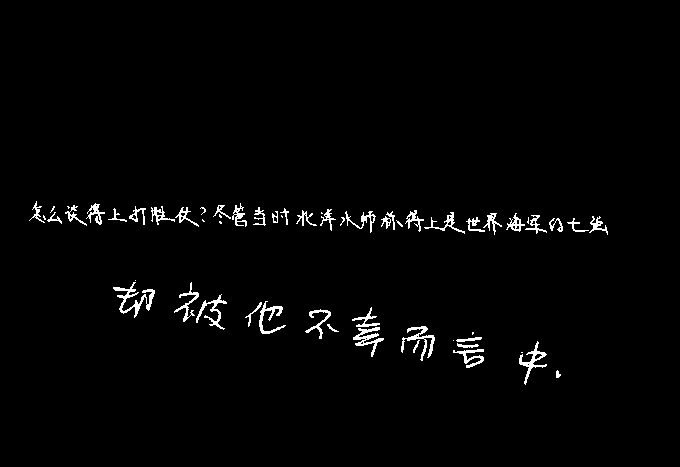 怎么谈得上打胜仗?尽管当时北洋水师称得上是世界海军的七强
却被他不幸而言中.